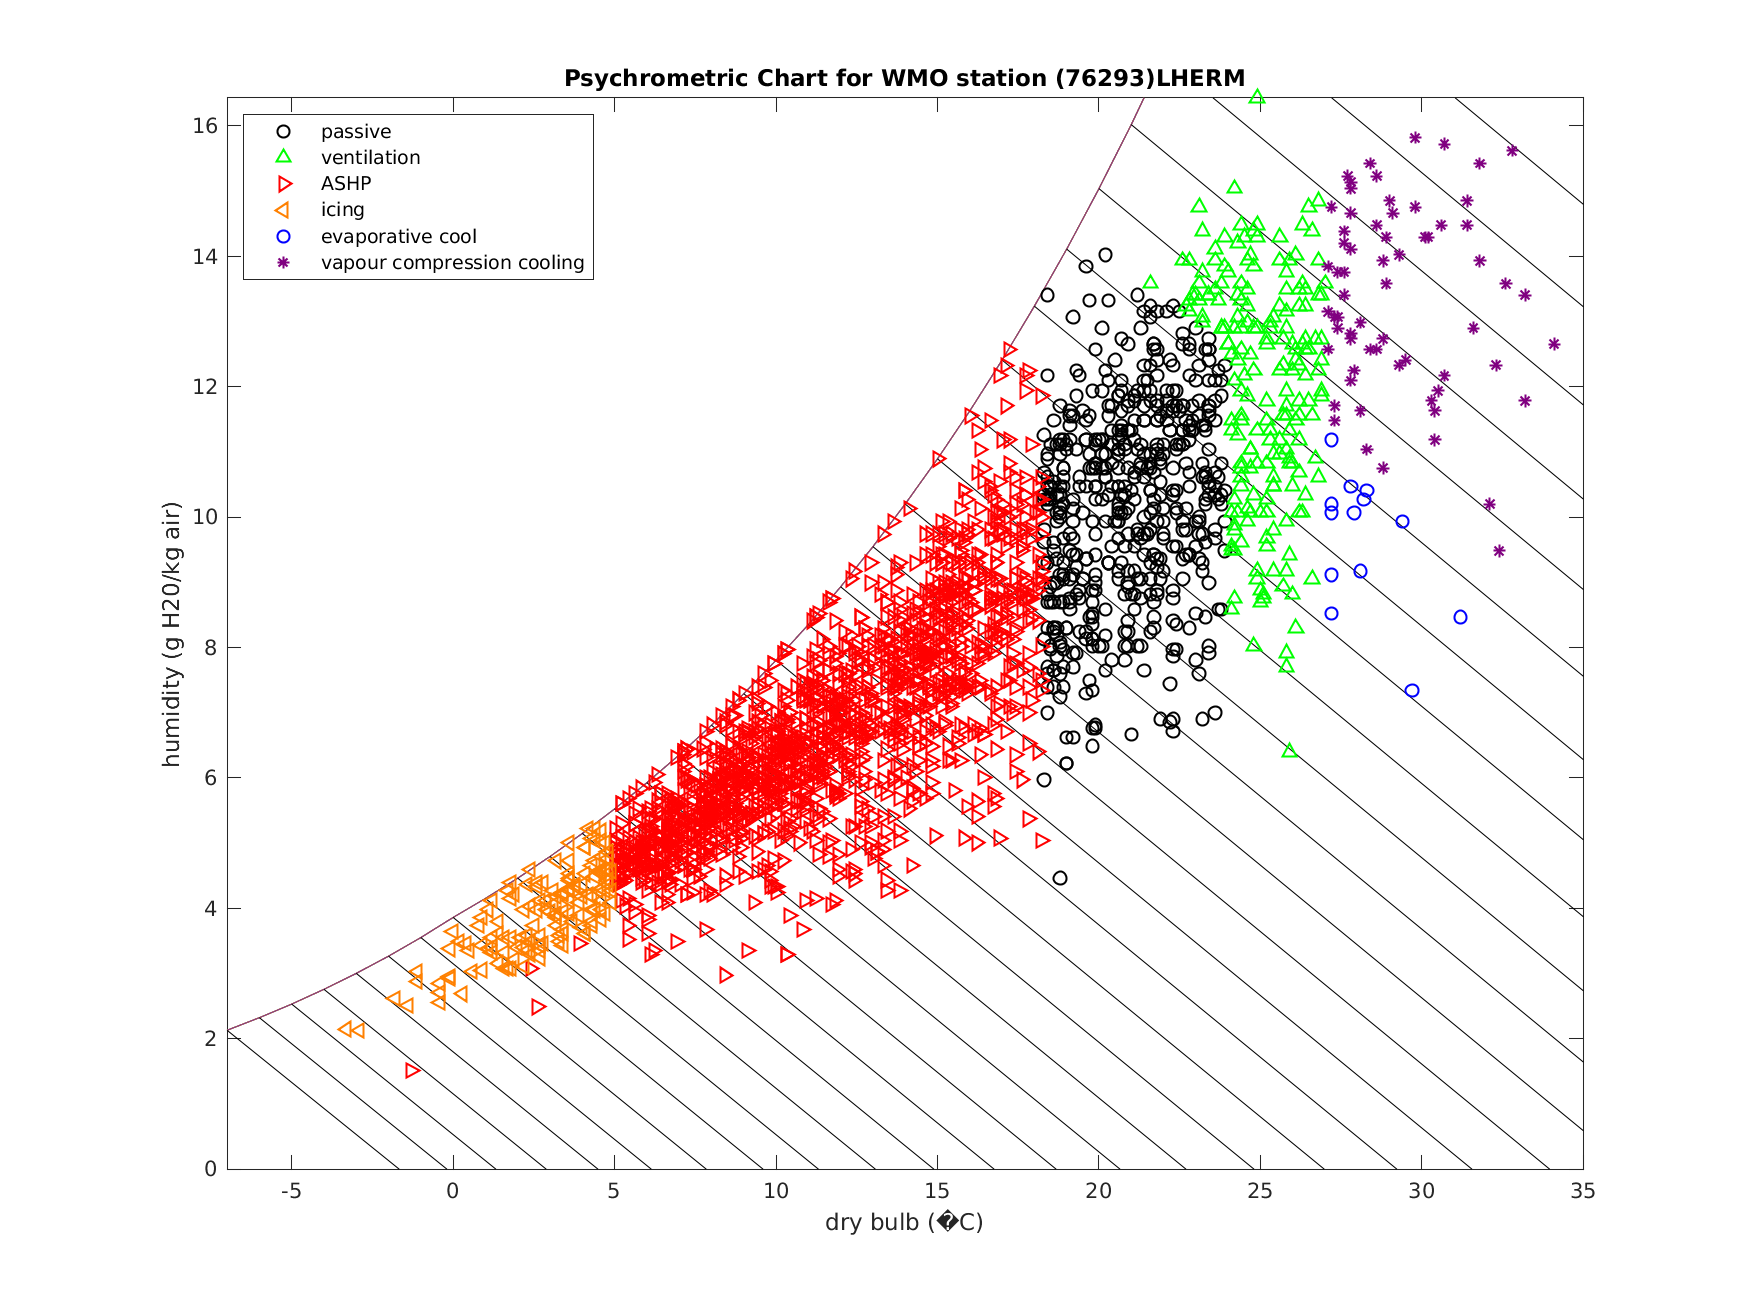 Psychrometric Chart for WMO station (76293)LHERM
passive
ventilation
ASHP
icing
evaporative cool
vapour compression cooling
humidity (g H20/kg air)
16
14
12
10
8
6
4
2
0
-5 0 5 10 15 20 25 30 35
dry bulb (�C)